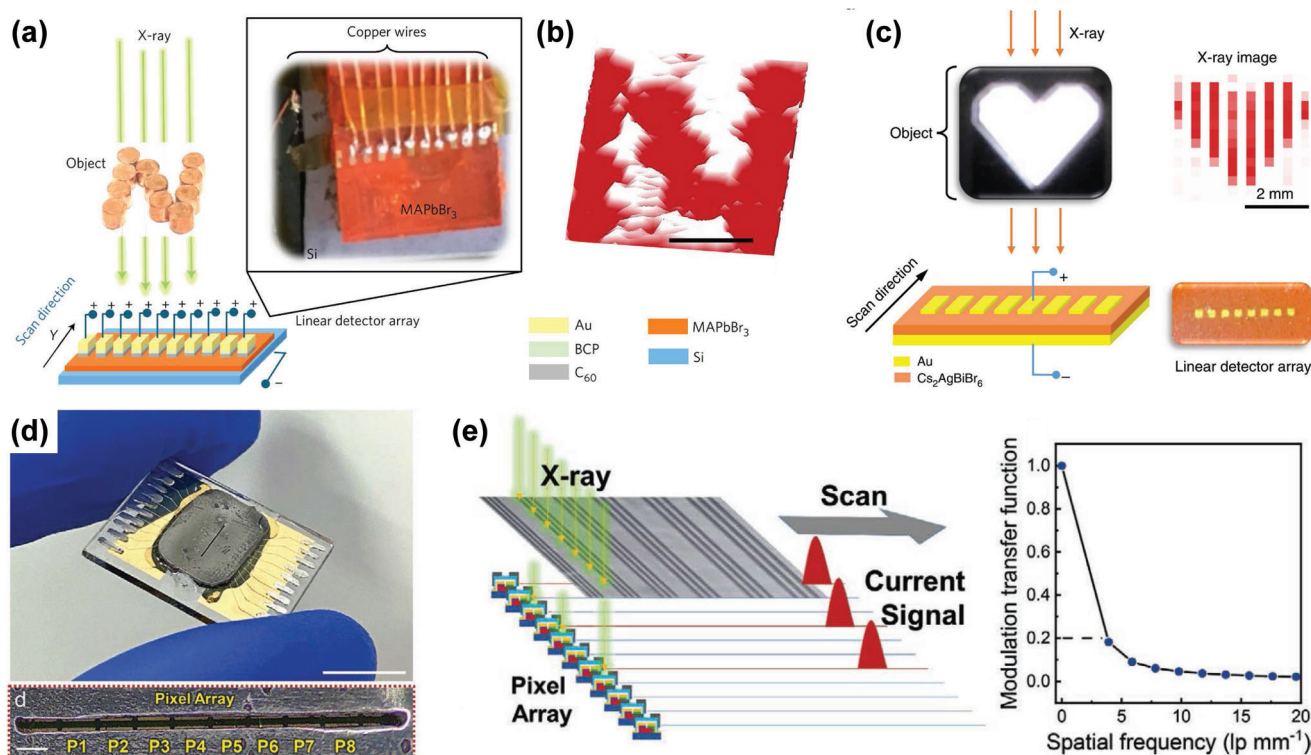 (a)
X-ray
Object
Scan direction
Y
+ + + + + + + + +
−
Linear detector array
Copper wires
MAPbBr₃
Si
(b)
Au
BCP
C₆₀
MAPbBr₃
Si
(c)
X-ray
Object
X-ray image
2 mm
Scan direction
+
−
Au
Cs₂AgBiBr₆
Linear detector array
(d)
d
Pixel Array
P1 P2 P3 P4 P5 P6 P7 P8
(e)
X-ray
Scan
Current
Signal
Pixel
Array
Modulation transfer function
1.0
0.8
0.6
0.4
0.2
0.0
0 5 10 15 20
Spatial frequency (lp mm⁻¹)